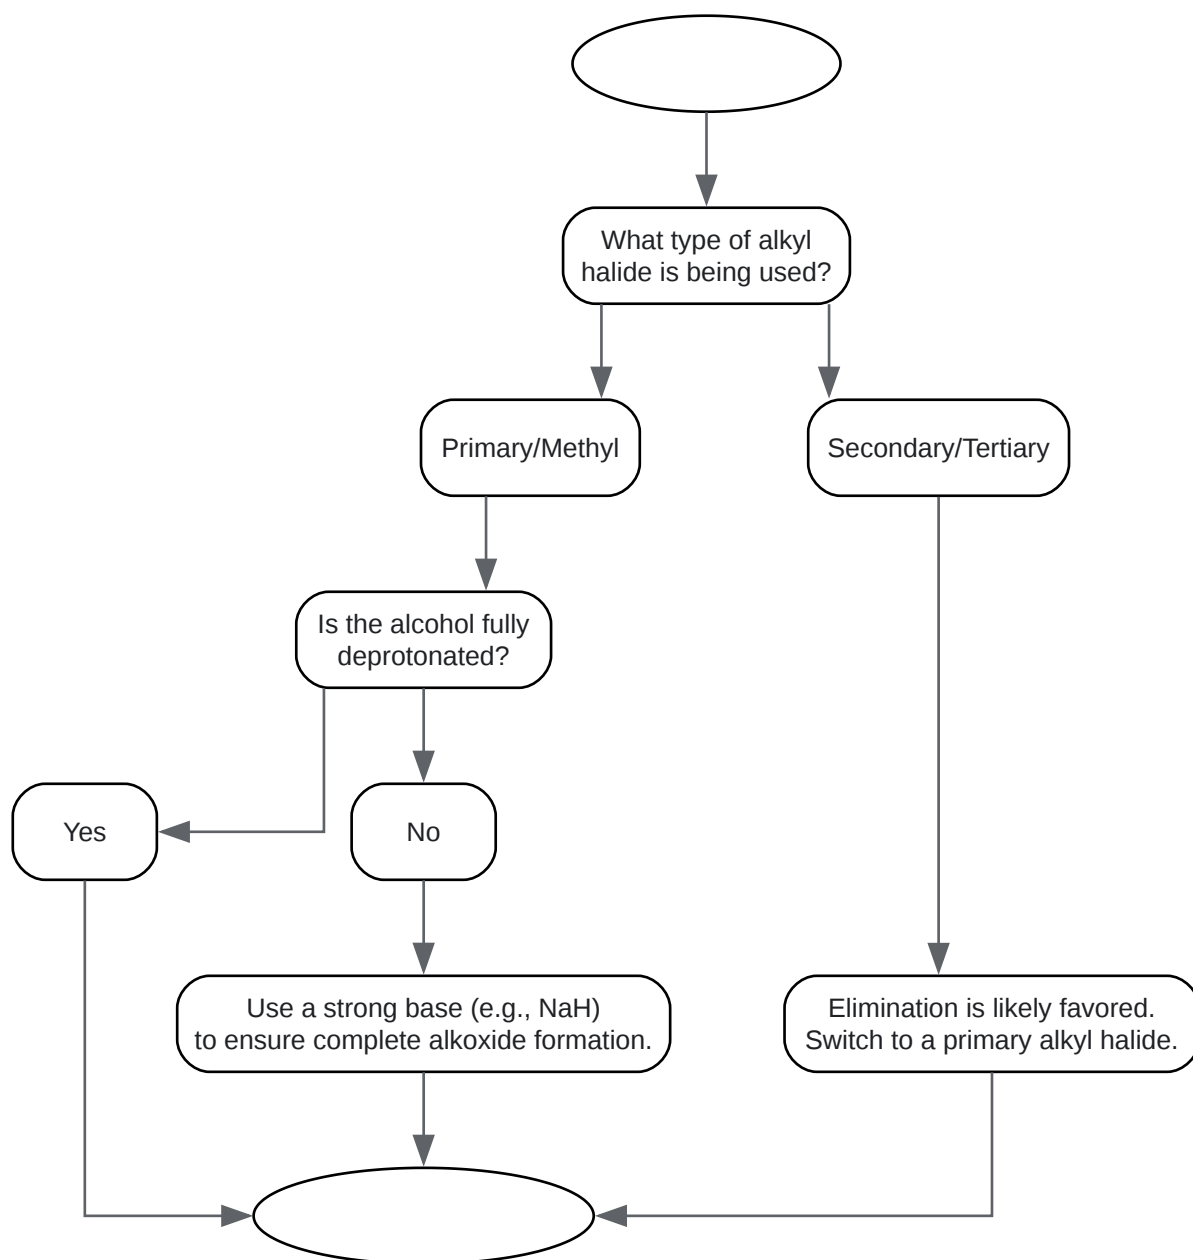 What type of alkyl
halide is being used?
Primary/Methyl
Secondary/Tertiary
Is the alcohol fully
deprotonated?
Yes
No
Use a strong base (e.g., NaH)
to ensure complete alkoxide formation.
Elimination is likely favored.
Switch to a primary alkyl halide.